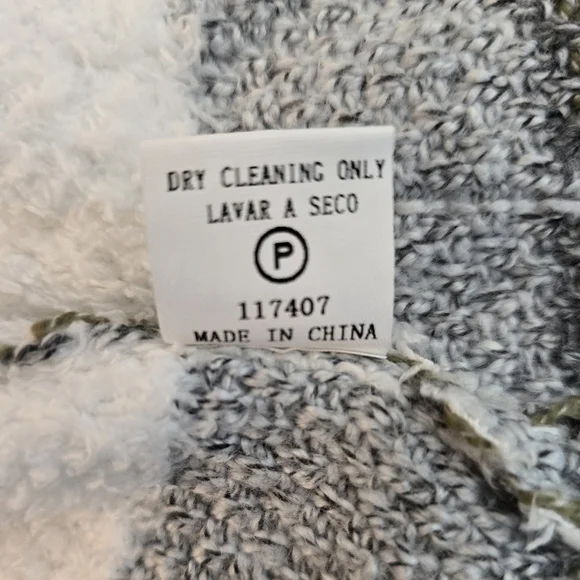 DRY CLEANING ONLY
LAVAR A SECO
P
117407
MADE IN CHINA